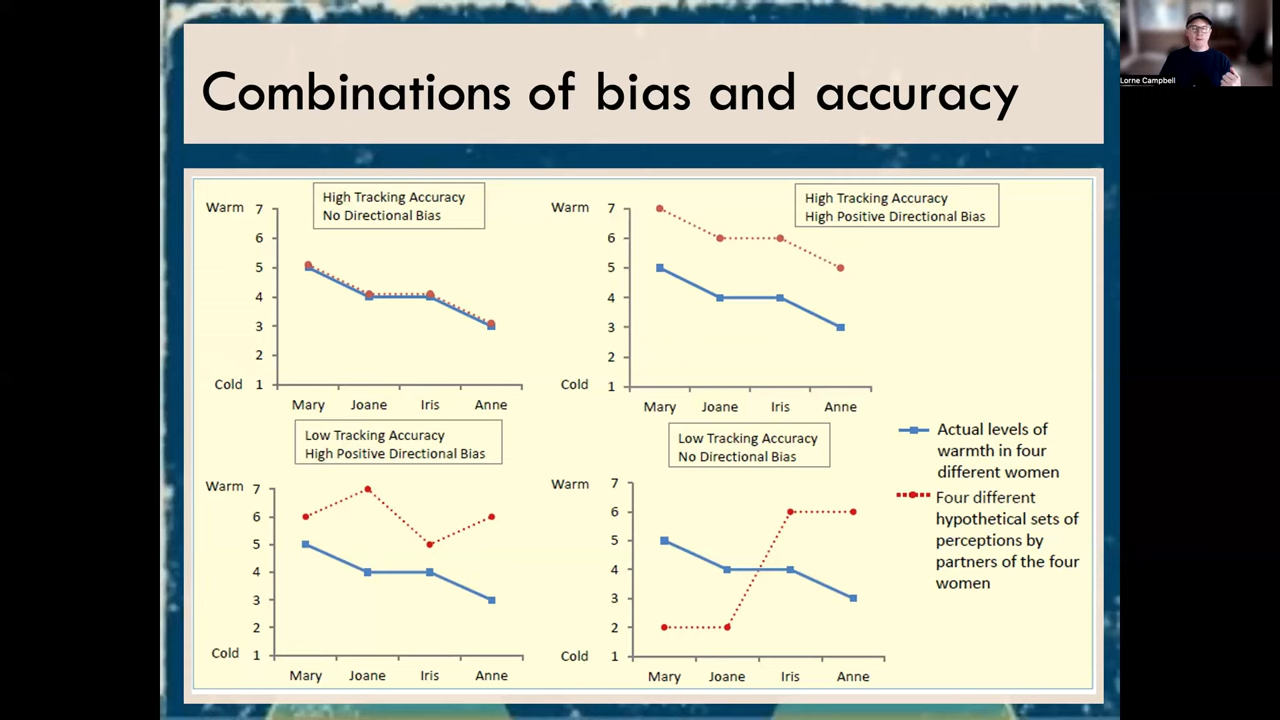 Combinations of bias and accuracy
Lorne Campbell
High Tracking Accuracy
No Directional Bias
Warm 7
6
5
4
3
2
Cold 1
Mary Joane Iris Anne
High Tracking Accuracy
High Positive Directional Bias
Warm 7
6
5
4
3
2
Cold 1
Mary Joane Iris Anne
Low Tracking Accuracy
High Positive Directional Bias
Warm 7
6
5
4
3
2
Cold 1
Mary Joane Iris Anne
Low Tracking Accuracy
No Directional Bias
Warm 7
6
5
4
3
2
Cold 1
Mary Joane Iris Anne
Actual levels of
warmth in four
different women
Four different
hypothetical sets of
perceptions by
partners of the four
women